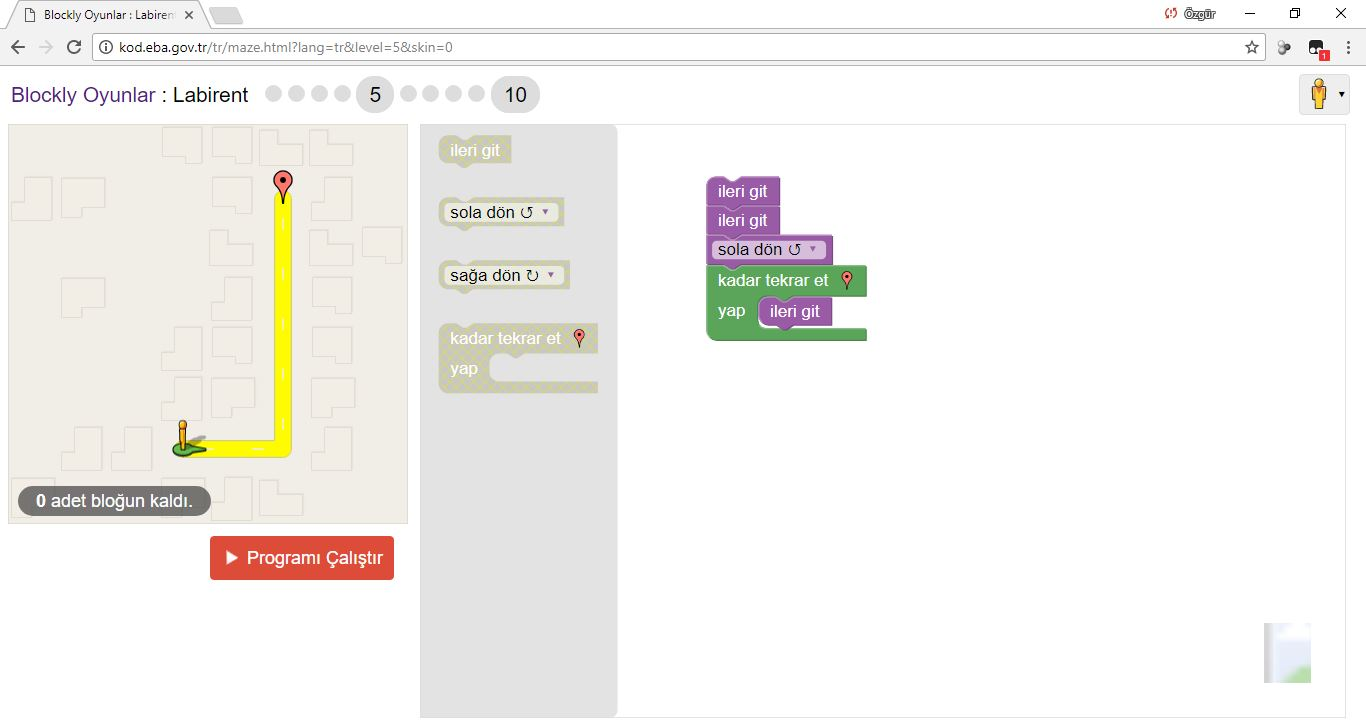 Blockly Oyunlar : Labirent
Özgür
kod.eba.gov.tr/tr/maze.html?lang=tr&level=5&skin=0
1
Blockly Oyunlar : Labirent 5 10
ileri git
sola dön ↺ ▼
sağa dön ↻ ▼
kadar tekrar et
yap
ileri git
ileri git
sola dön ↺ ▼
kadar tekrar et
yap ileri git
0 adet bloğun kaldı.
Programı Çalıştır